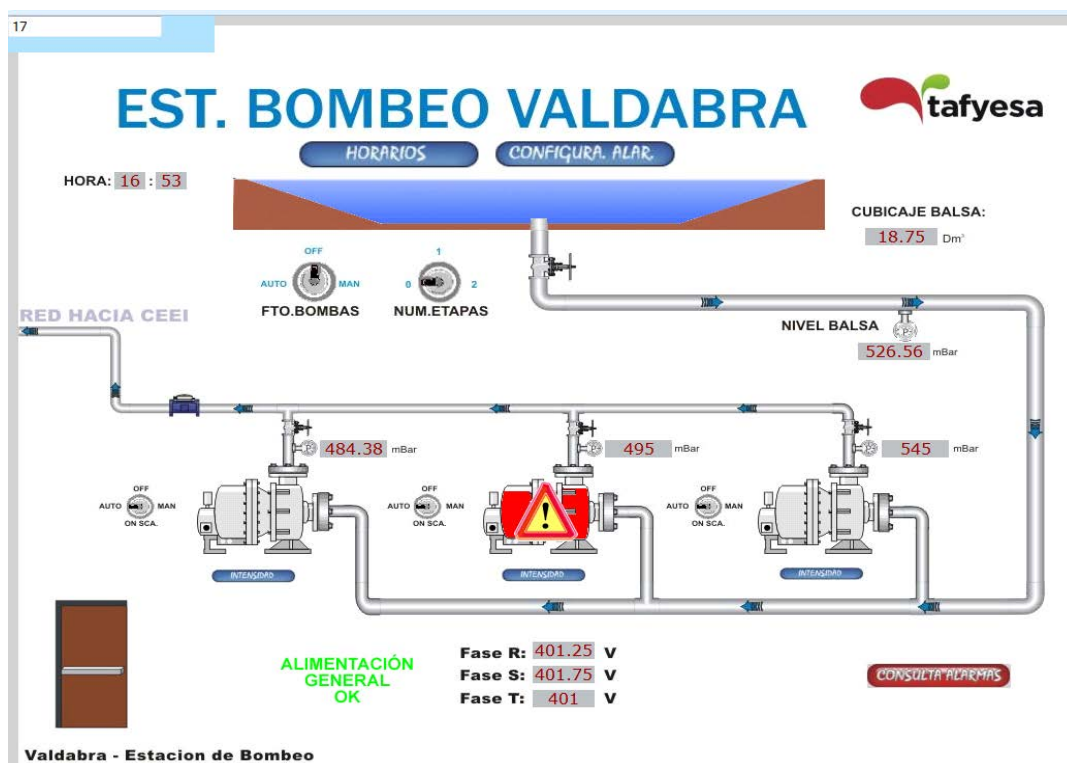 17
EST. BOMBEO VALDABRA
tafyesa
HORARIOS
CONFIGURA. ALAR.
HORA: 16 : 53
CUBICAJE BALSA:
18.75 Dm³
OFF
AUTO
MAN
FTO.BOMBAS
1
0
2
NUM.ETAPAS
RED HACIA CEEI
NIVEL BALSA
526.56 mBar
484.38 mBar
495 mBar
545 mBar
OFF
AUTO
MAN
ON SCA.
OFF
AUTO
MAN
ON SCA.
OFF
AUTO
MAN
ON SCA.
INTENSIDAD
INTENSIDAD
INTENSIDAD
ALIMENTACIÓN
GENERAL
OK
Fase R: 401.25 V
Fase S: 401.75 V
Fase T: 401 V
CONSULTA ALARMAS
Valdabra - Estacion de Bombeo